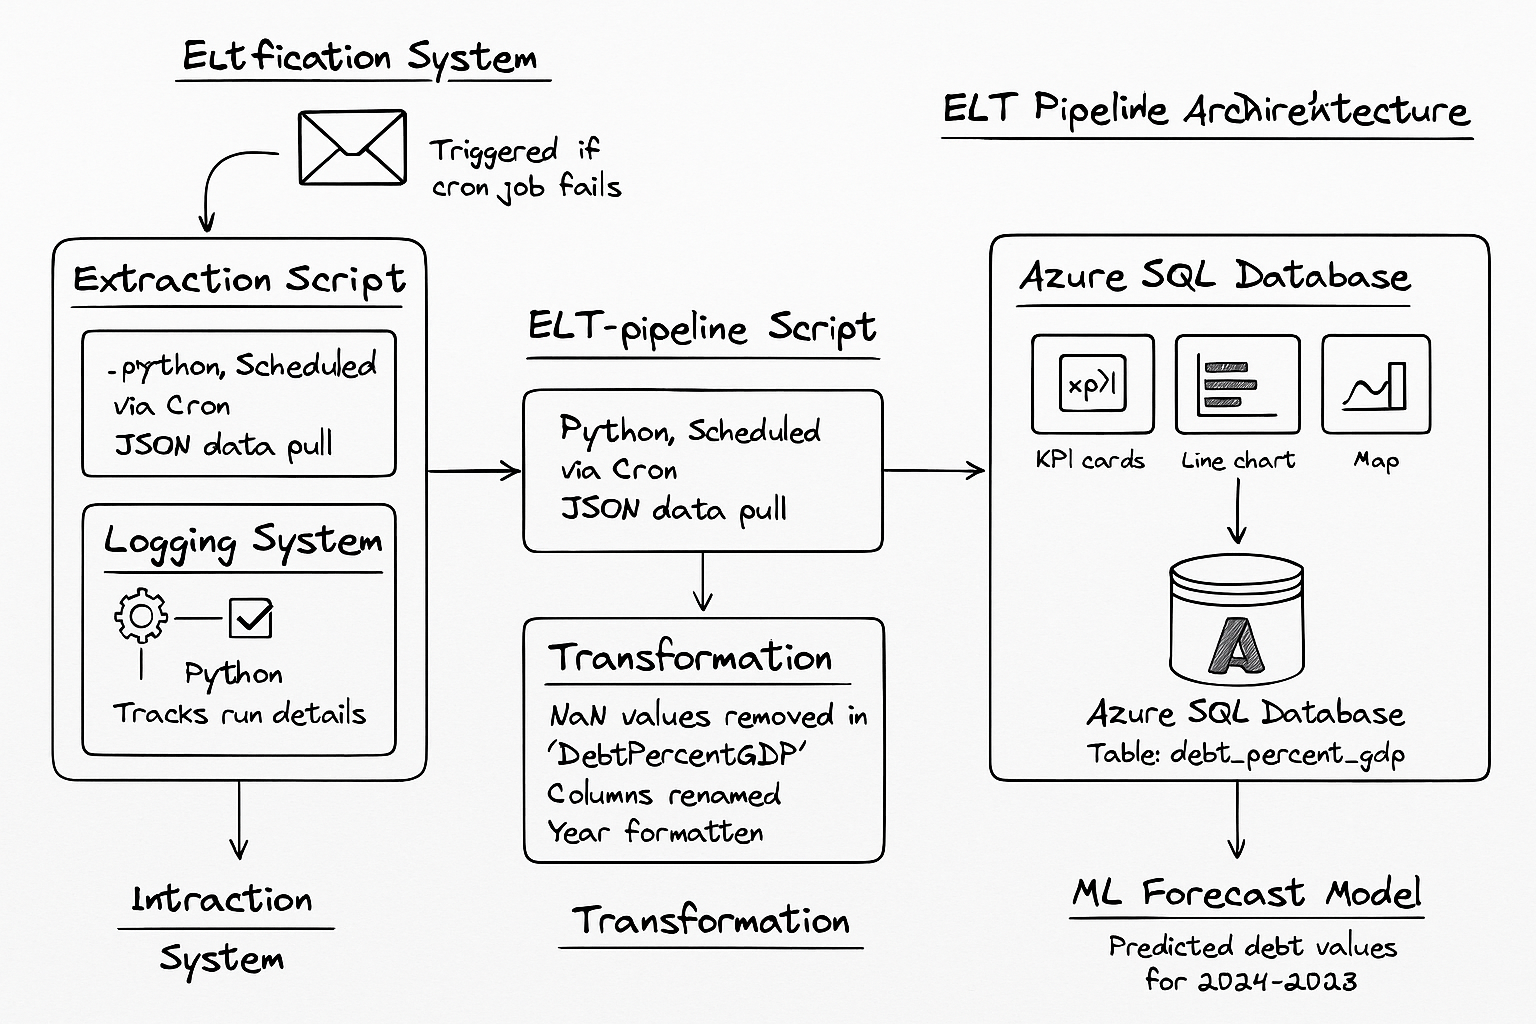 Eltfication System
Triggered if
cron job fails
ELT Pipeline
Extraction Script
-python, Scheduled
via Cron
JSON data pull
Logging System
Python
Tracks run details
Intraction
System
ELT-pipeline Script
Python, Scheduled
via Cron
JSON data pull
Transformation
NaN values removed in
'DebtPercentGDP'
Columns renamed
Year formatten
Transformation
Azure SQL Database
KPI cards
Line chart
Map
A
Azure SQL Database
Table: debt_percent_gdp
ML Forecast Model
Predicted debt values
for 2024-2023